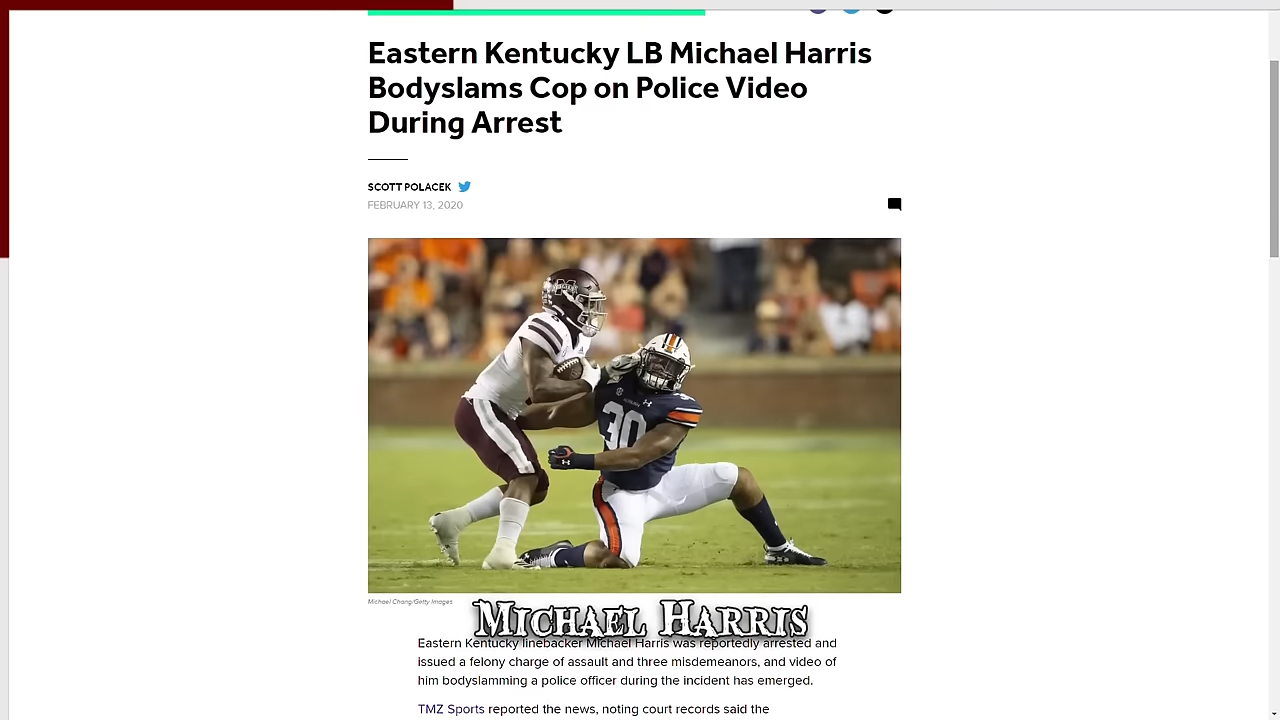 Eastern Kentucky LB Michael Harris
Bodyslams Cop on Police Video
During Arrest
SCOTT POLACEK
FEBRUARY 13, 2020
30
Michael Chang/Getty Images
Michael Harris
Eastern Kentucky linebacker Michael Harris was reportedly arrested and
issued a felony charge of assault and three misdemeanors, and video of
him bodyslamming a police officer during the incident has emerged.
TMZ Sports reported the news, noting court records said the